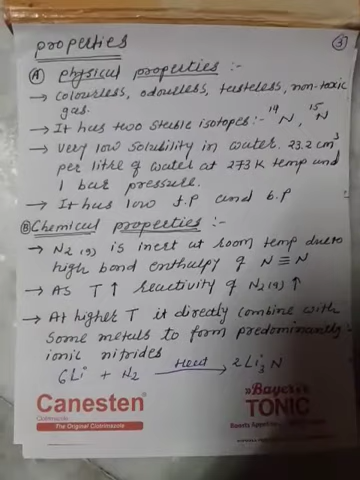 properties
③
Ⓐ physical properties :-
→ Colourless, odourless, tasteless, non-toxic
gas.
→ It has two stable isotopes :- ¹⁴N, ¹⁵N
→ Very low solubility in water. 23.2 cm³
per litre of water at 273 K temp and
1 bar pressure.
→ It has low f.p and b.p
Ⓑ Chemical properties :-
→ N₂(g) is inert at room temp due to
high bond enthalpy of N≡N
→ As T↑ reactivity of N₂(g) ↑
→ At higher T it directly combine with
some metals to form predominantly
ionic nitrides
6Li + N₂ Heat → 2Li₃N
Canesten®
Clotrimazole
The Original Clotrimazole
»Bayer's
TONIC